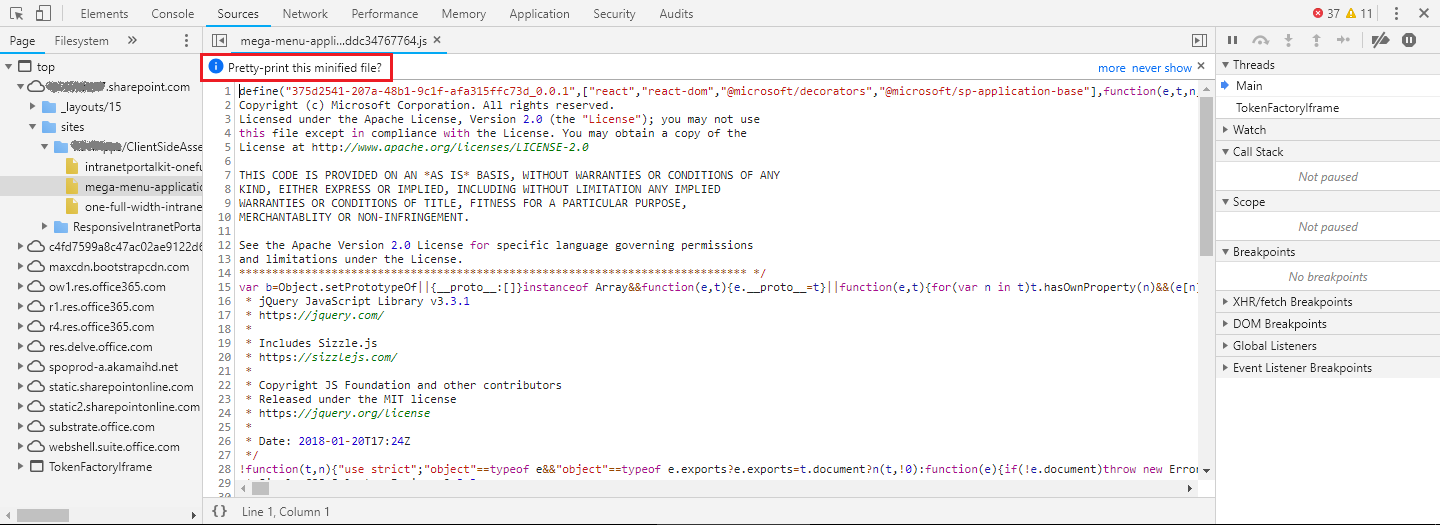 Elements Console Sources Network Performance Memory Application Security Audits 37 11
Page Filesystem »
mega-menu-appli...ddc34767764.js ×
Pretty-print this minified file?
more never show ×
top
.sharepoint.com
_layouts/15
sites
/ClientSideAsse
intranetportalkit-onefu
mega-menu-applicatio
one-full-width-intrane
ResponsiveIntranetPorta
c4fd7599a8c47ac02ae9122d6
maxcdn.bootstrapcdn.com
ow1.res.office365.com
r1.res.office365.com
r4.res.office365.com
res.delve.office.com
spoprod-a.akamaihd.net
static.sharepointonline.com
static2.sharepointonline.com
substrate.office.com
webshell.suite.office.com
TokenFactoryIframe
1 define("375d2541-207a-48b1-9c1f-afa315ffc73d_0.0.1",["react","react-dom","@microsoft/decorators","@microsoft/sp-application-base"],function(e,t,n,
2 Copyright (c) Microsoft Corporation. All rights reserved.
3 Licensed under the Apache License, Version 2.0 (the "License"); you may not use
4 this file except in compliance with the License. You may obtain a copy of the
5 License at http://www.apache.org/licenses/LICENSE-2.0
6
7 THIS CODE IS PROVIDED ON AN *AS IS* BASIS, WITHOUT WARRANTIES OR CONDITIONS OF ANY
8 KIND, EITHER EXPRESS OR IMPLIED, INCLUDING WITHOUT LIMITATION ANY IMPLIED
9 WARRANTIES OR CONDITIONS OF TITLE, FITNESS FOR A PARTICULAR PURPOSE,
10 MERCHANTABLITY OR NON-INFRINGEMENT.
11
12 See the Apache Version 2.0 License for specific language governing permissions
13 and limitations under the License.
14 ***************************************************************************** */
15 var b=Object.setPrototypeOf||{__proto__:[]}instanceof Array&&function(e,t){e.__proto__=t}||function(e,t){for(var n in t)t.hasOwnProperty(n)&&(e[n]
16 * jQuery JavaScript Library v3.3.1
17 * https://jquery.com/
18 *
19 * Includes Sizzle.js
20 * https://sizzlejs.com/
21 *
22 * Copyright JS Foundation and other contributors
23 * Released under the MIT license
24 * https://jquery.org/license
25 *
26 * Date: 2018-01-20T17:24Z
27 */
28 !function(t,n){"use strict";"object"==typeof e&&"object"==typeof e.exports?e.exports=t.document?n(t,!0):function(e){if(!e.document)throw new Error
29
30
{} Line 1, Column 1
Threads
Main
TokenFactoryIframe
Watch
Call Stack
Not paused
Scope
Not paused
Breakpoints
No breakpoints
XHR/fetch Breakpoints
DOM Breakpoints
Global Listeners
Event Listener Breakpoints